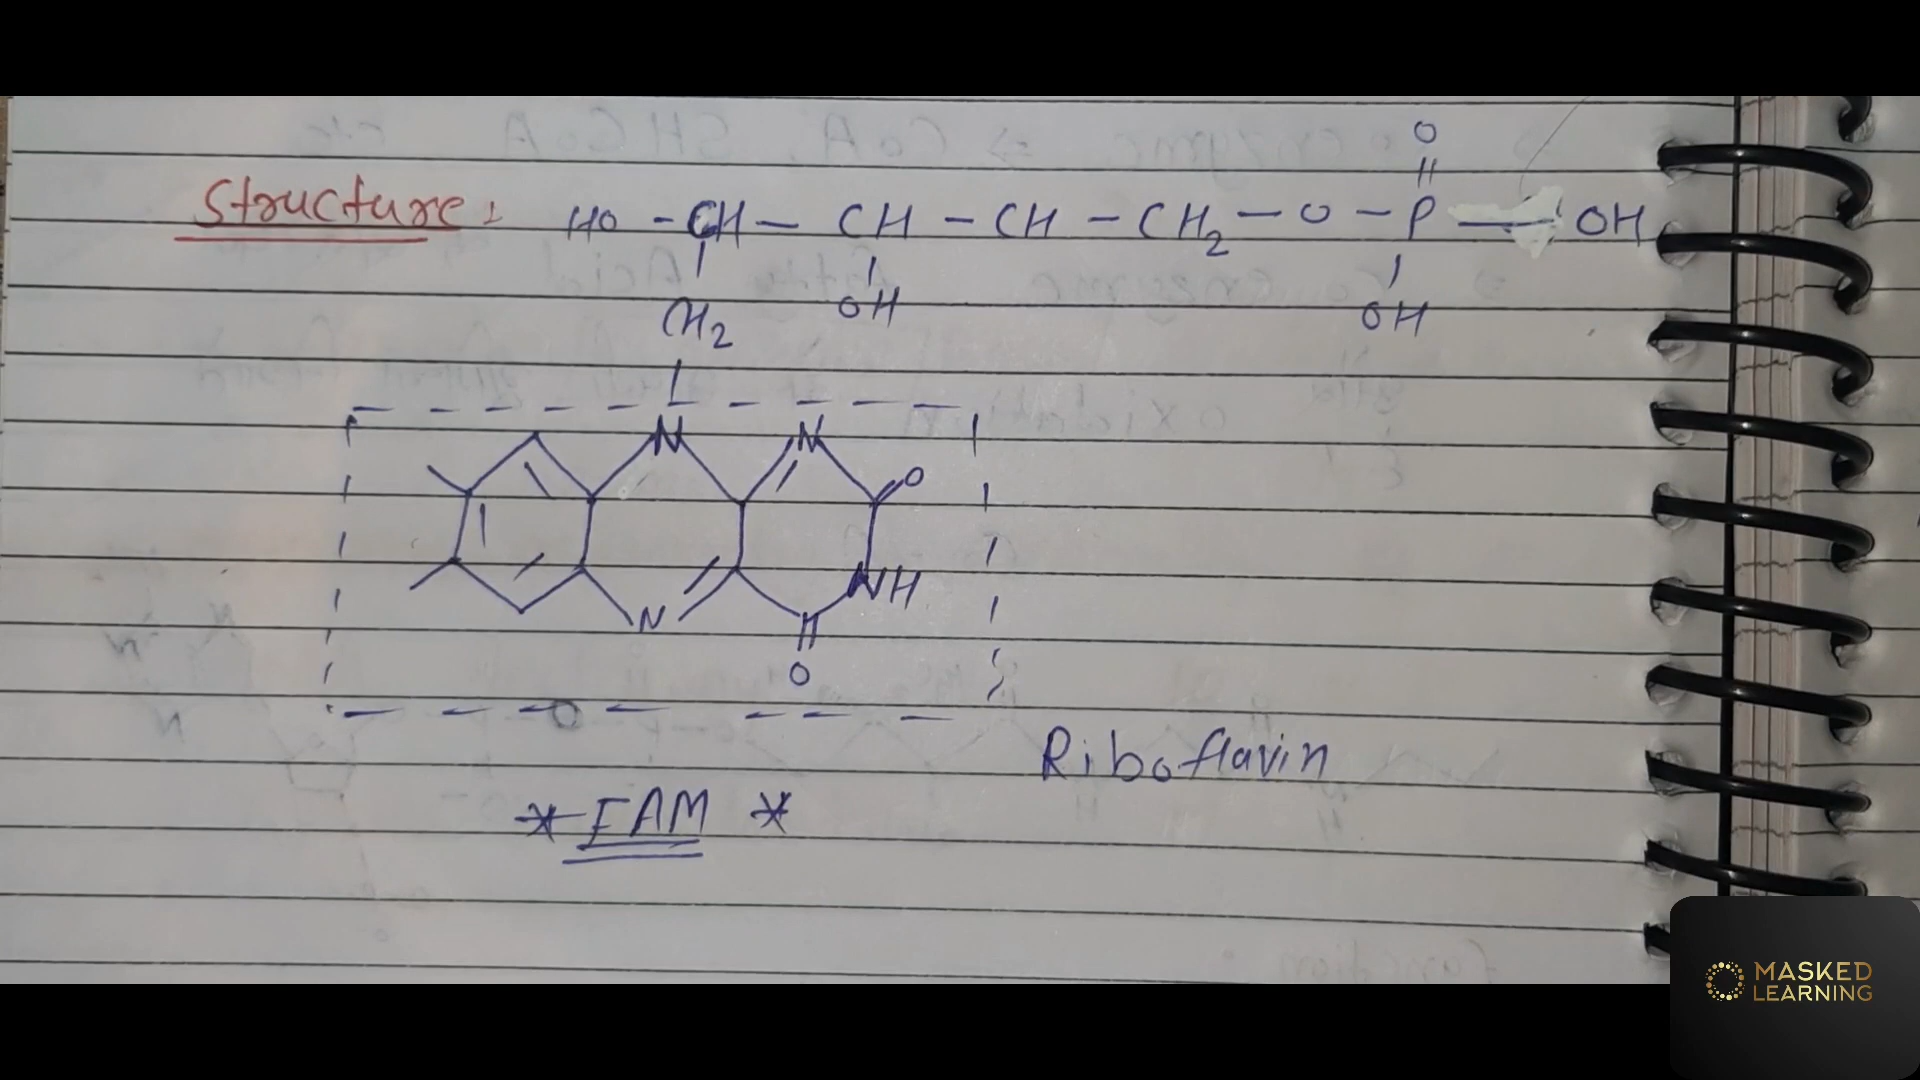 O
||
Structure: HO - CH - CH - CH - CH2 - O - P - OH
CH2 OH OH
N N
O
NH
N
O
Riboflavin
* FAM *
MASKED
LEARNING